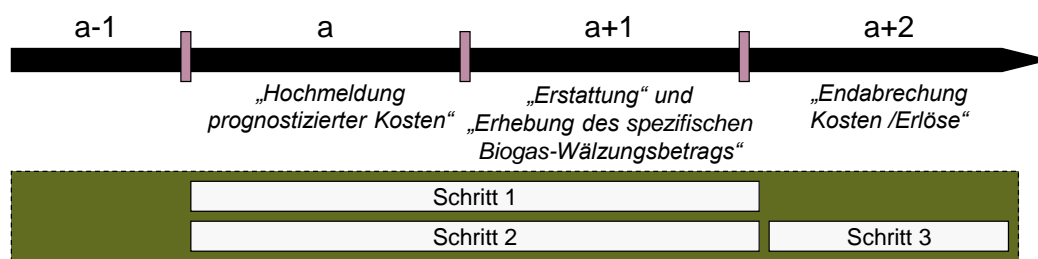 a-1 a a+1 a+2
„Hochmeldung prognostizierter Kosten“
„Erstattung“ und
„Erhebung des spezifischen
Biogas-Wälzungsbetrags“
„Endabrechung
Kosten /Erlöse“
Schritt 1
Schritt 2 Schritt 3